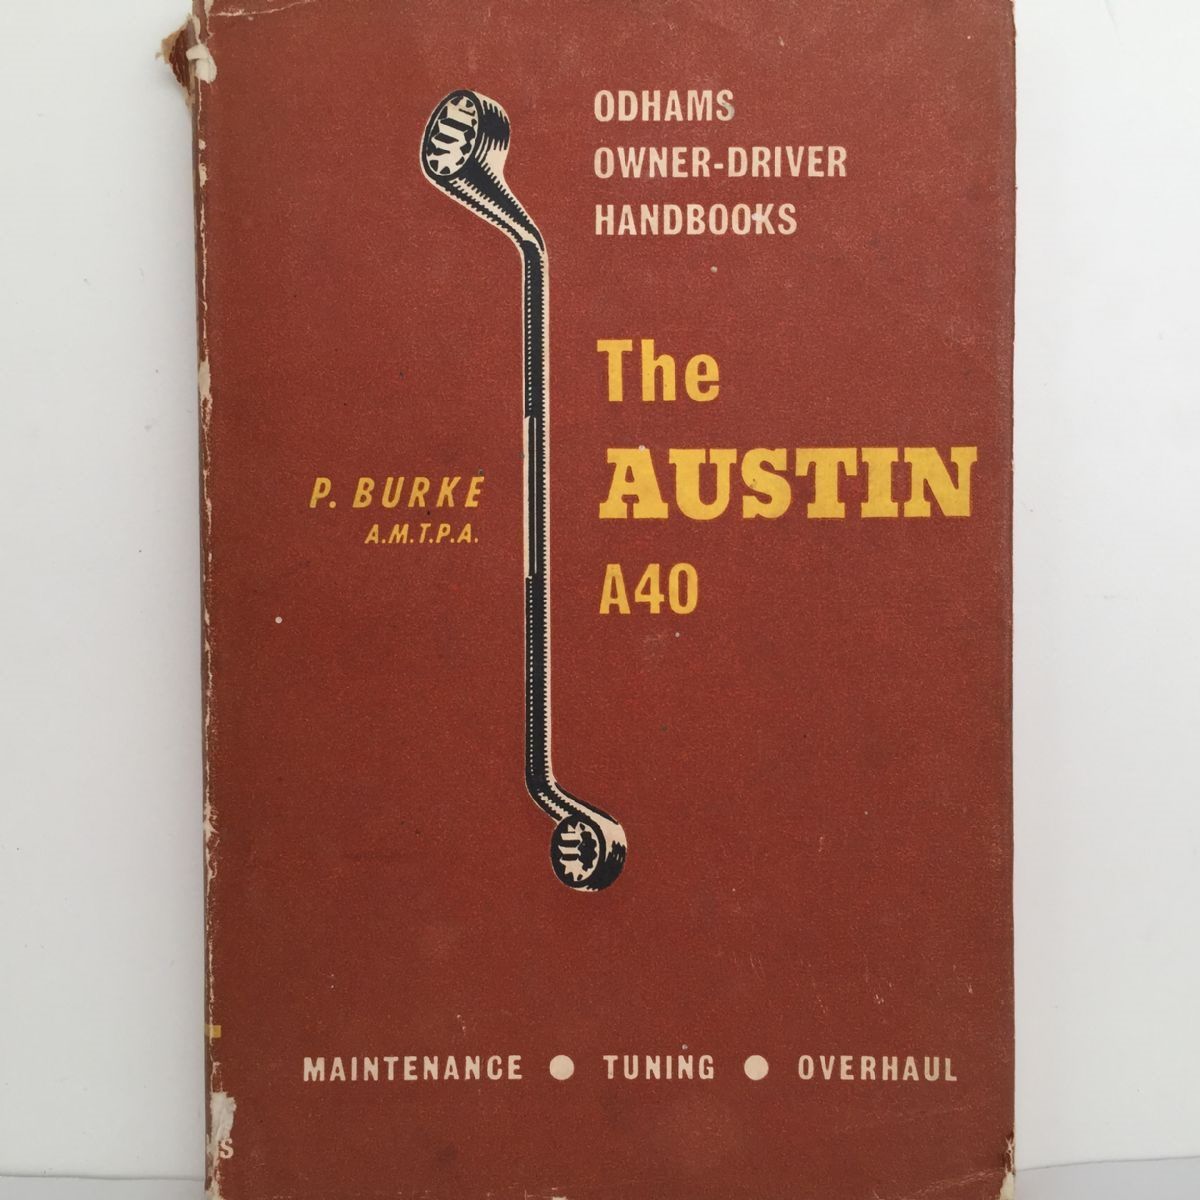 ODHAMS
OWNER-DRIVER
HANDBOOKS
The
AUSTIN
A40
P. BURKE
A.M.T.P.A.
MAINTENANCE ● TUNING ● OVERHAUL
S